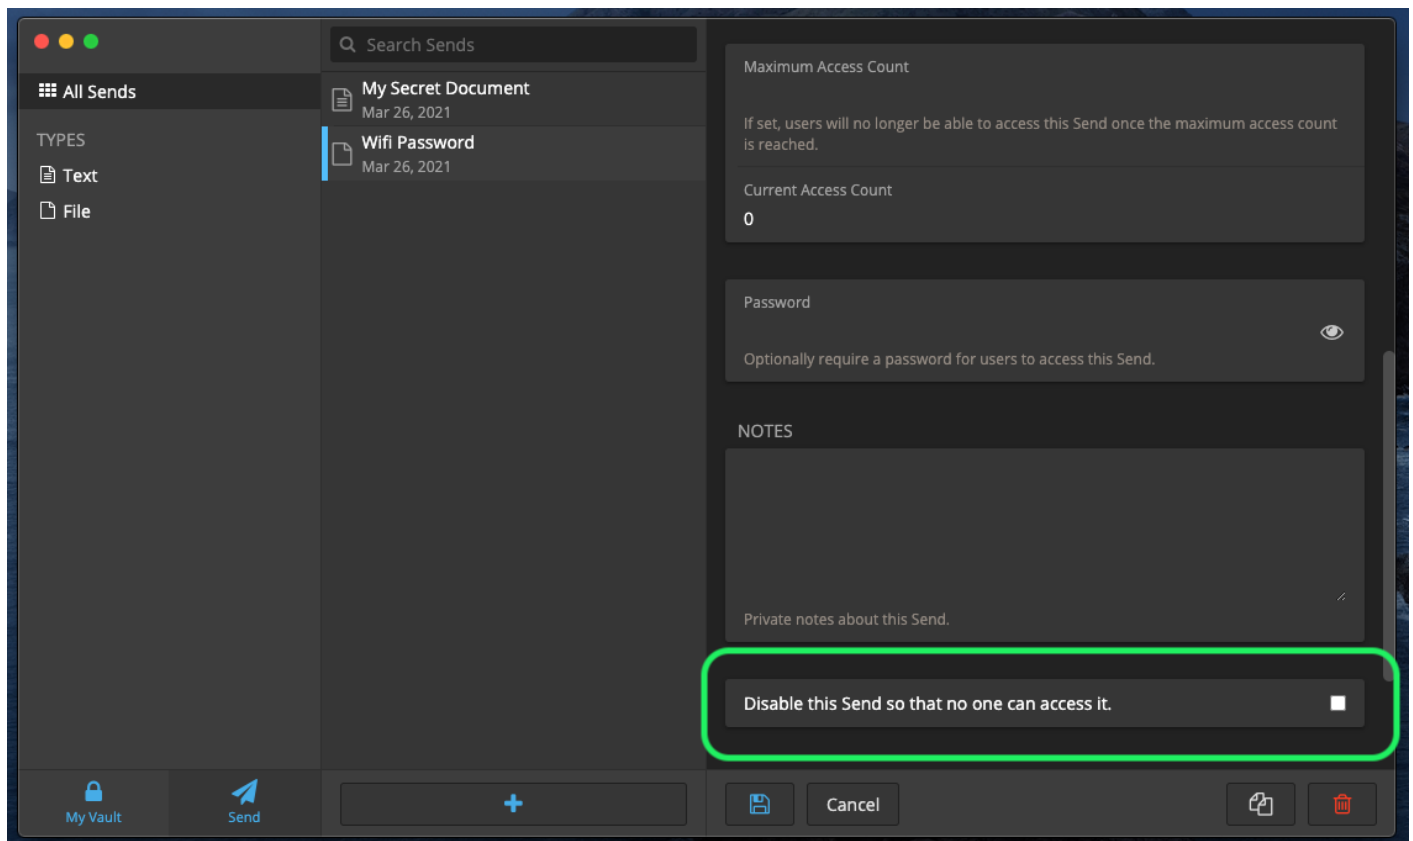 All Sends
TYPES
Text
File
My Vault
Send
Search Sends
My Secret Document
Mar 26, 2021
Wifi Password
Mar 26, 2021
Maximum Access Count
If set, users will no longer be able to access this Send once the maximum access count
is reached.
Current Access Count
0
Password
Optionally require a password for users to access this Send.
NOTES
Private notes about this Send.
Disable this Send so that no one can access it.
Cancel